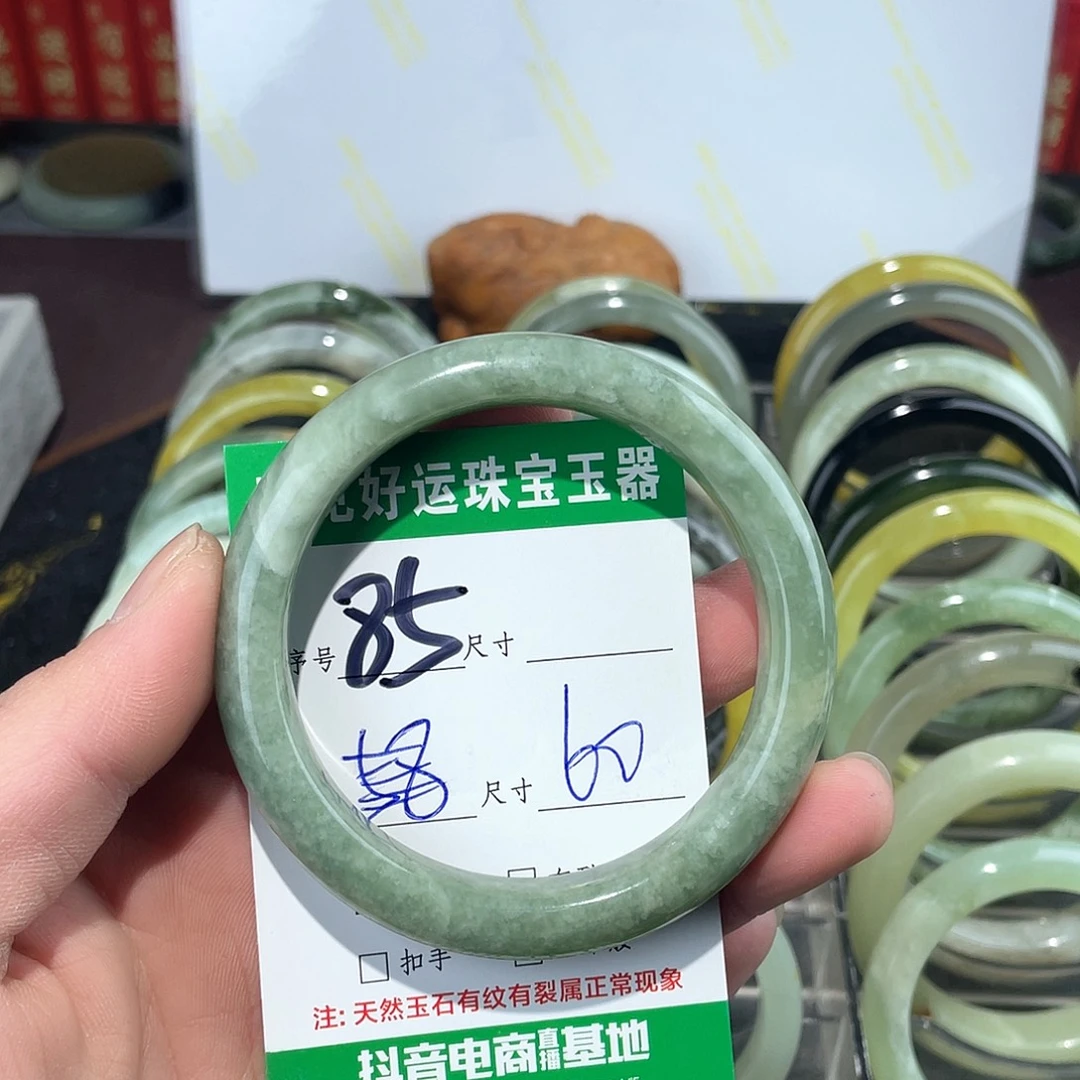 好运珠宝玉器
序号 85 尺寸
尺寸 60
扣手
注: 天然玉石有纹有裂属正常现象
抖音电商直播基地